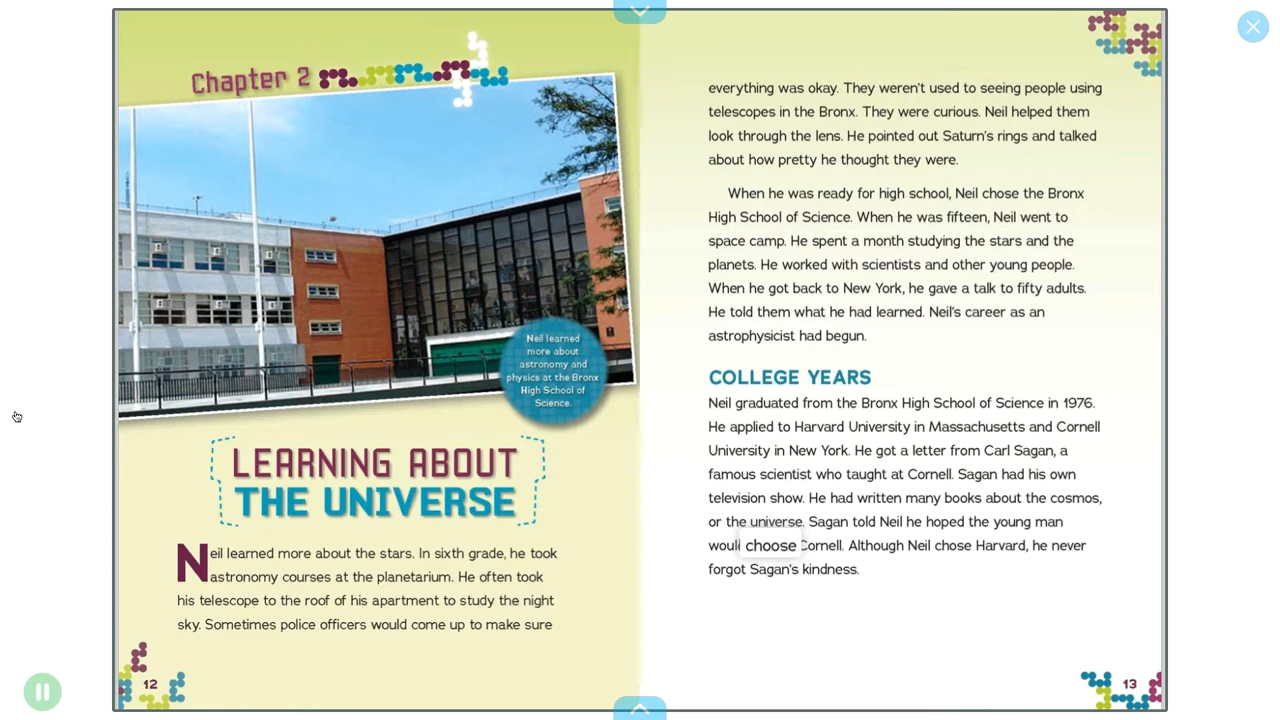 Chapter 2
Neil learned
more about
astronomy and
physics at the Bronx
High School of
Science.
LEARNING ABOUT
THE UNIVERSE
Neil learned more about the stars. In sixth grade, he took
astronomy courses at the planetarium. He often took
his telescope to the roof of his apartment to study the night
sky. Sometimes police officers would come up to make sure
12
everything was okay. They weren't used to seeing people using
telescopes in the Bronx. They were curious. Neil helped them
look through the lens. He pointed out Saturn's rings and talked
about how pretty he thought they were.
When he was ready for high school, Neil chose the Bronx
High School of Science. When he was fifteen, Neil went to
space camp. He spent a month studying the stars and the
planets. He worked with scientists and other young people.
When he got back to New York, he gave a talk to fifty adults.
He told them what he had learned. Neil's career as an
astrophysicist had begun.
COLLEGE YEARS
Neil graduated from the Bronx High School of Science in 1976.
He applied to Harvard University in Massachusetts and Cornell
University in New York. He got a letter from Carl Sagan, a
famous scientist who taught at Cornell. Sagan had his own
television show. He had written many books about the cosmos,
or the universe. Sagan told Neil he hoped the young man
would choose Cornell. Although Neil chose Harvard, he never
forgot Sagan's kindness.
13